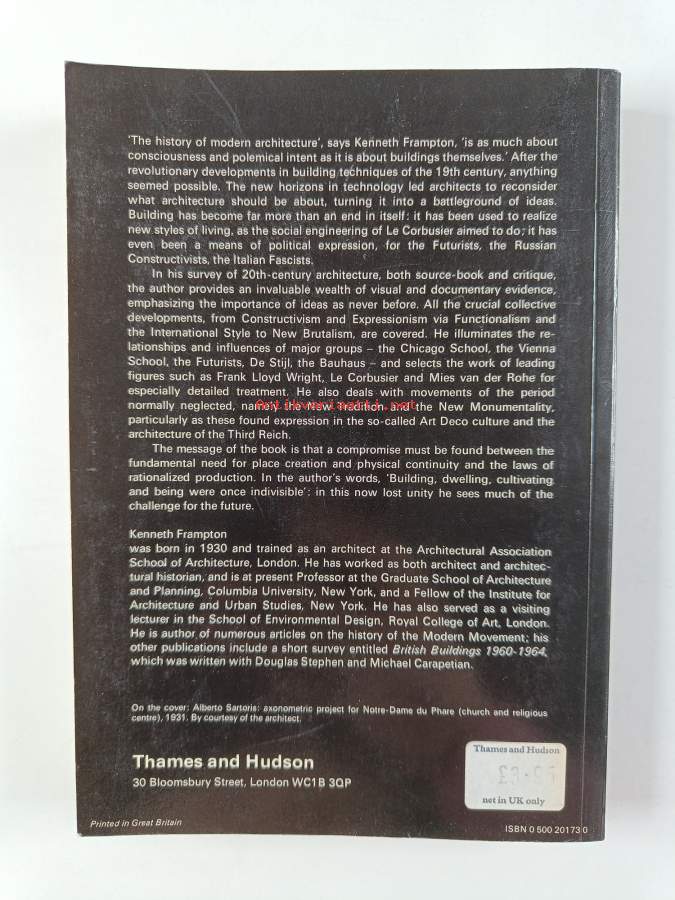 'The history of modern architecture', says Kenneth Frampton, 'is as much about
consciousness and polemical intent as it is about buildings themselves.' After the
revolutionary developments in building techniques of the 19th century, anything
seemed possible. The new horizons in technology led architects to reconsider
what architecture should be about, turning it into a battleground of ideas.
Building has become far more than an end in itself: it has been used to realize
new styles of living, as the social engineering of Le Corbusier aimed to do; it has
even been a means of political expression, for the Futurists, the Russian
Constructivists, the Italian Fascists.
In his survey of 20th-century architecture, both source-book and critique,
the author provides an invaluable wealth of visual and documentary evidence,
emphasizing the importance of ideas as never before. All the crucial collective
developments, from Constructivism and Expressionism via Functionalism and
the International Style to New Brutalism, are covered. He illuminates the re-
lationships and influences of major groups – the Chicago School, the Vienna
School, the Futurists, De Stijl, the Bauhaus – and selects the work of leading
figures such as Frank Lloyd Wright, Le Corbusier and Mies van der Rohe for
especially detailed treatment. He also deals with movements of the period
normally neglected, namely the New Tradition and the New Monumentality,
Antikvariaatti.net
particularly as these found expression in the so-called Art Deco culture and the
architecture of the Third Reich.
The message of the book is that a compromise must be found between the
fundamental need for place creation and physical continuity and the laws of
rationalized production. In the author's words, 'Building, dwelling, cultivating
and being were once indivisible': in this now lost unity he sees much of the
challenge for the future.
Kenneth Frampton
was born in 1930 and trained as an architect at the Architectural Association
School of Architecture, London. He has worked as both architect and architec-
tural historian, and is at present Professor at the Graduate School of Architecture
and Planning, Columbia University, New York, and a Fellow of the Institute for
Architecture and Urban Studies, New York. He has also served as a visiting
lecturer in the School of Environmental Design, Royal College of Art, London.
He is author of numerous articles on the history of the Modern Movement; his
other publications include a short survey entitled British Buildings 1960-1964,
which was written with Douglas Stephen and Michael Carapetian.
On the cover: Alberto Sartoris: axonometric project for Notre-Dame du Phare (church and religious
centre), 1931. By courtesy of the architect.
Thames and Hudson
30 Bloomsbury Street, London WC1B 3QP
Thames and Hudson
£3·95
net in UK only
Printed in Great Britain
ISBN 0 500 20173 0